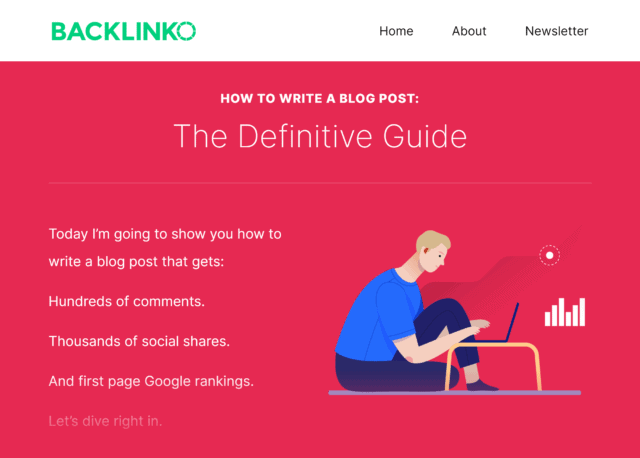 BACKLINKO
Home About Newsletter
HOW TO WRITE A BLOG POST:
The Definitive Guide
Today I’m going to show you how to
write a blog post that gets:
Hundreds of comments.
Thousands of social shares.
And first page Google rankings.
Let’s dive right in.